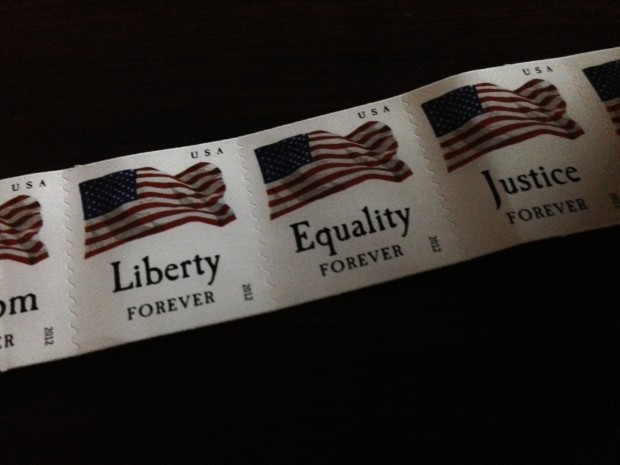 USA
om
ER
2012
USA
Liberty
FOREVER
2012
USA
Equality
FOREVER
2012
USA
Justice
FOREVER